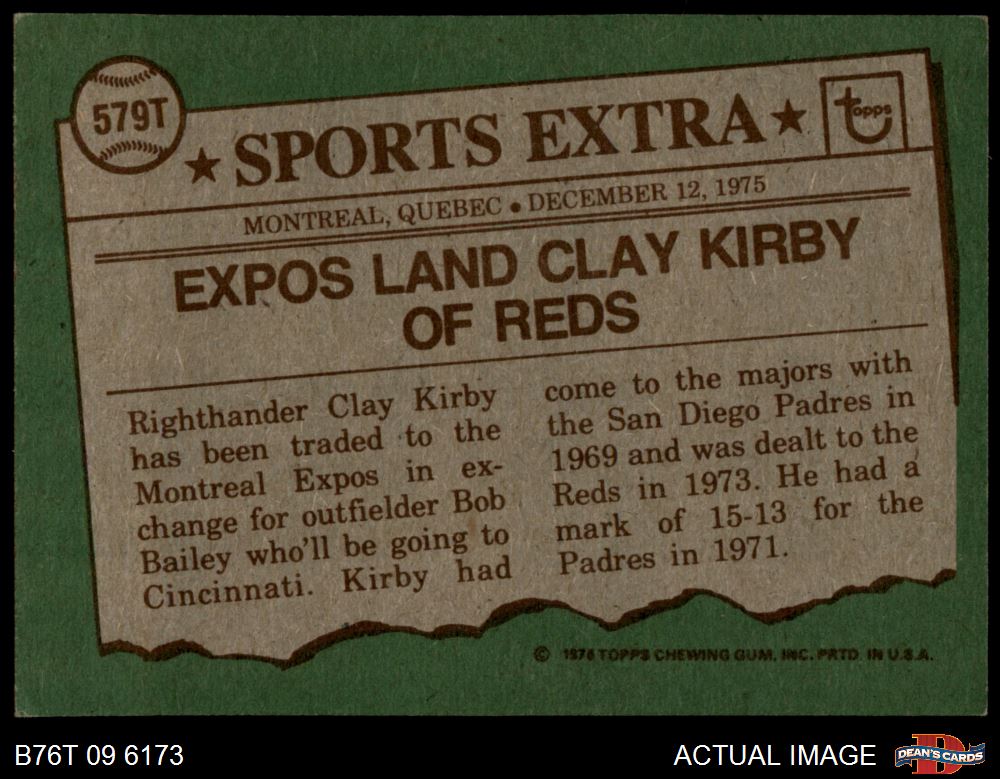 579T
★ SPORTS EXTRA ★
Topps
MONTREAL, QUEBEC • DECEMBER 12, 1975
EXPOS LAND CLAY KIRBY
OF REDS
Righthander Clay Kirby
has been traded to the
Montreal Expos in ex-
change for outfielder Bob
Bailey who'll be going to
Cincinnati. Kirby had
come to the majors with
the San Diego Padres in
1969 and was dealt to the
Reds in 1973. He had a
mark of 15-13 for the
Padres in 1971.
© 1976 TOPPS CHEWING GUM, INC. PRTD. IN U.S.A.
B76T 09 6173
ACTUAL IMAGE
DEAN'S CARDS